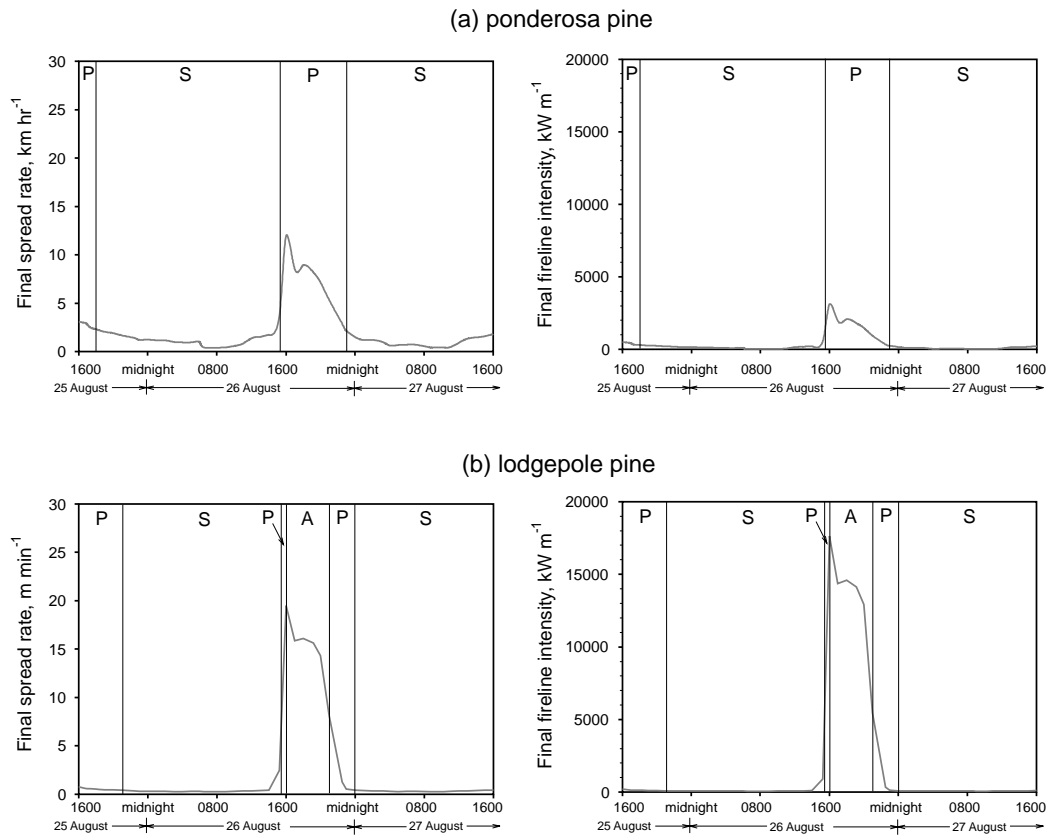 (a) ponderosa pine
Final spread rate, km hr-1
30
25
20
15
10
5
0
P S P S
1600 midnight 0800 1600 midnight 0800 1600
25 August 26 August 27 August
Final fireline intensity, kW m-1
20000
15000
10000
5000
0
P S P S
1600 midnight 0800 1600 midnight 0800 1600
25 August 26 August 27 August
(b) lodgepole pine
Final spread rate, m min-1
30
25
20
15
10
5
0
P S P A P S
1600 midnight 0800 1600 midnight 0800 1600
25 August 26 August 27 August
Final fireline intensity, kW m-1
20000
15000
10000
5000
0
P S P A P S
1600 midnight 0800 1600 midnight 0800 1600
25 August 26 August 27 August